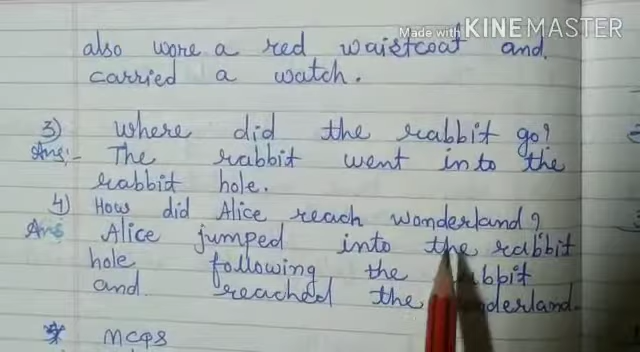 Made with KINEMASTER
also wore a red waistcoat and
carried a watch.
3) where did the rabbit go?
Ans:- The rabbit went into the
rabbit hole.
4) How did Alice reach wonderland?
Ans Alice jumped into the rabbit
hole following the
and reached the
* MCQS